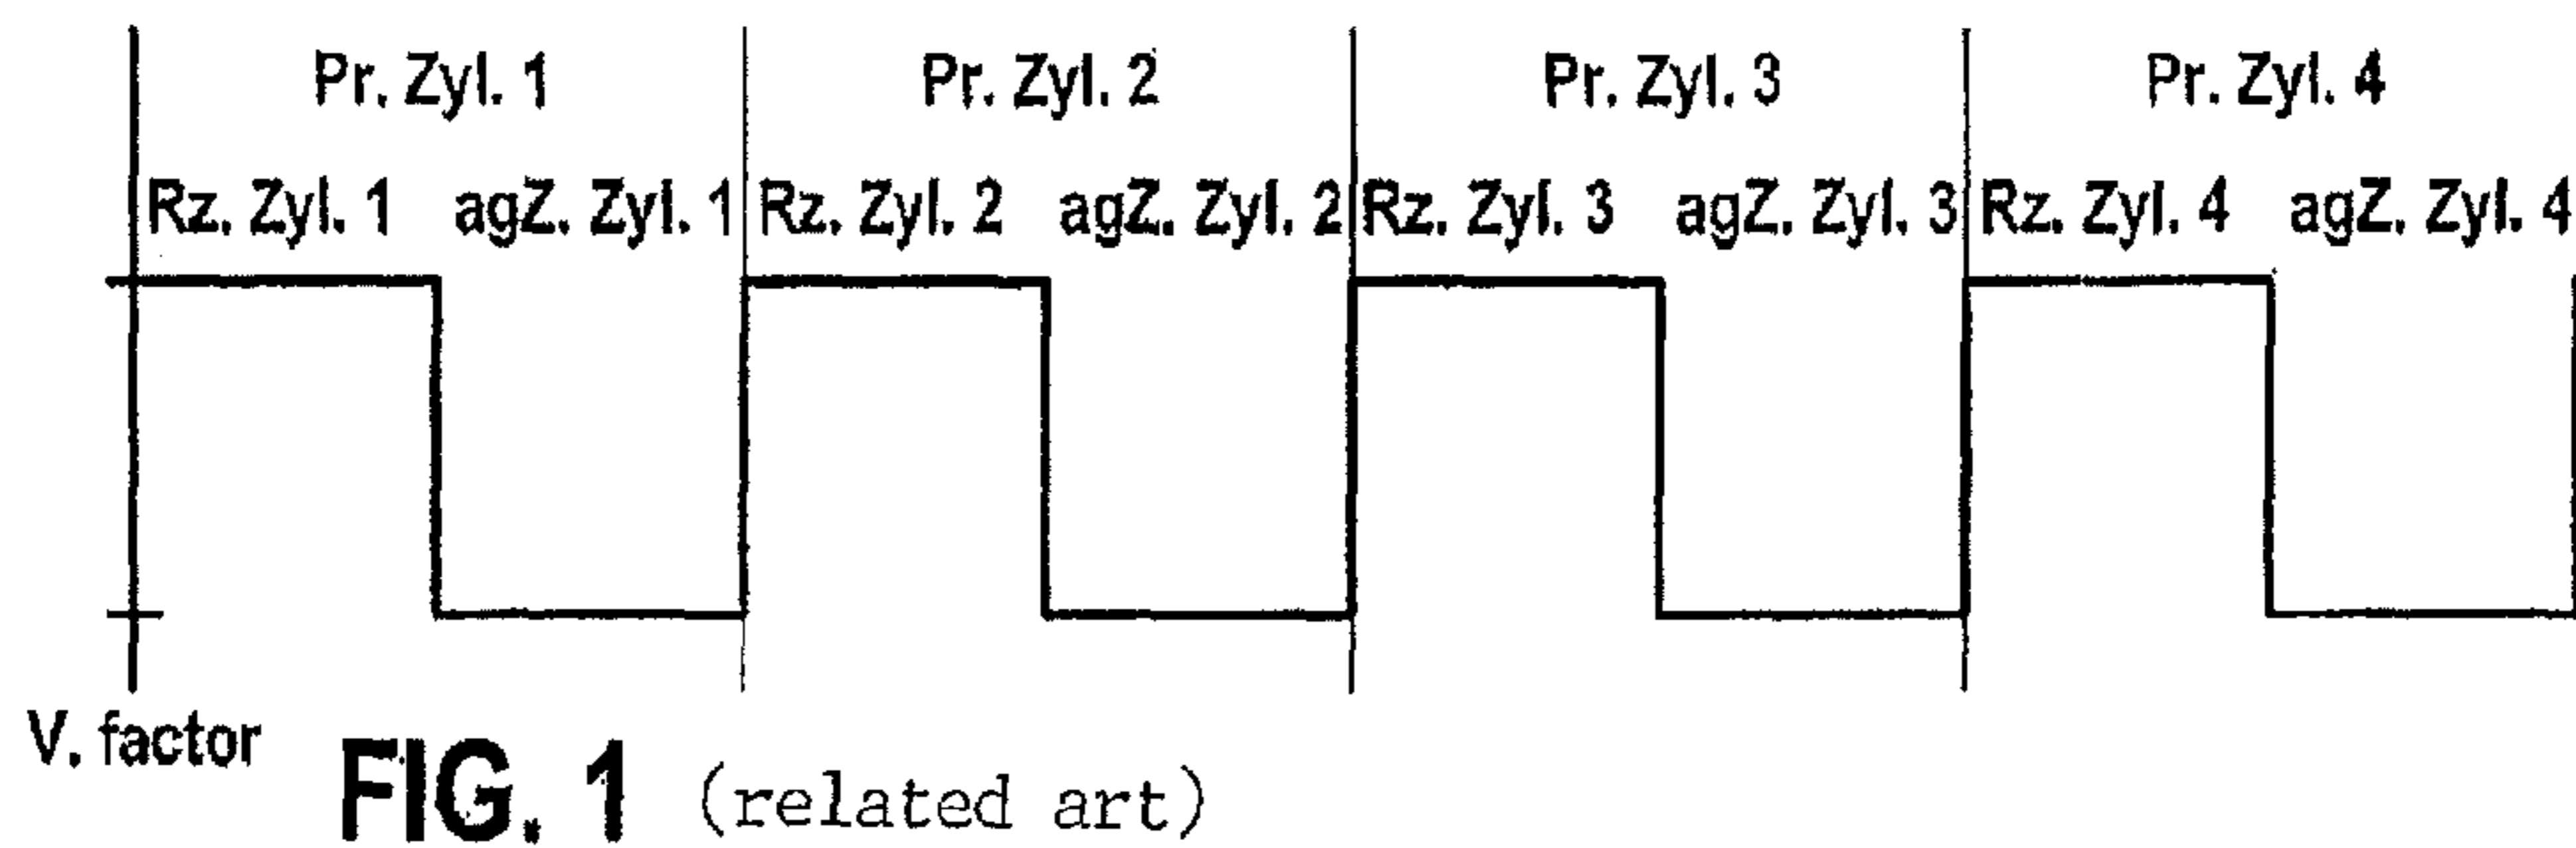 Pr. Zyl. 1 Pr. Zyl. 2 Pr. Zyl. 3 Pr. Zyl. 4
Rz. Zyl. 1 agZ. Zyl. 1 Rz. Zyl. 2 agZ. Zyl. 2 Rz. Zyl. 3 agZ. Zyl. 3 Rz. Zyl. 4 agZ. Zyl. 4
V. factor
FIG. 1 (related art)